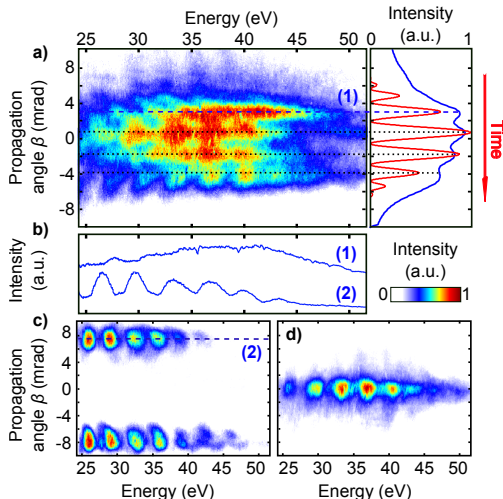 Energy (eV)
Intensity
(a.u.)
25 30 35 40 45 50
0 1
a)
8
4
0
-4
-8
Propagation
angle β (mrad)
(1)
Time
b)
Intensity
(a.u.)
(1)
(2)
Intensity
(a.u.)
0 1
c)
d)
8
4
0
-4
-8
Propagation
angle β (mrad)
(2)
25 30 35 40 45 50
25 30 35 40 45 50
Energy (eV)
Energy (eV)